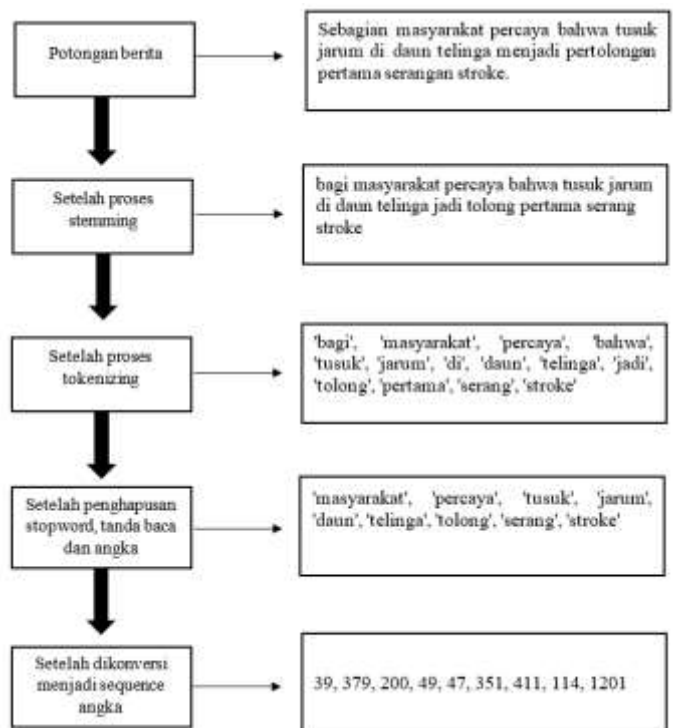 Potongan berita
Sebagian masyarakat percaya bahwa tusuk
jarum di daun telinga menjadi pertolongan
pertama serangan stroke.
Setelah proses
stemming
bagi masyarakat percaya bahwa tusuk jarum
di daun telinga jadi tolong pertama serang
stroke
Setelah proses
tokenizing
'bagi', 'masyarakat', 'percaya', 'bahwa',
'tusuk', 'jarum', 'di', 'daun', 'telinga', 'jadi',
'tolong', 'pertama', 'serang', 'stroke'
Setelah penghapusan
stopword, tanda baca
dan angka
'masyarakat', 'percaya', 'tusuk', 'jarum',
'daun', 'telinga', 'tolong', 'serang', 'stroke'
Setelah dikonversi
menjadi sequence
angka
39, 379, 200, 49, 47, 351, 411, 114, 1201